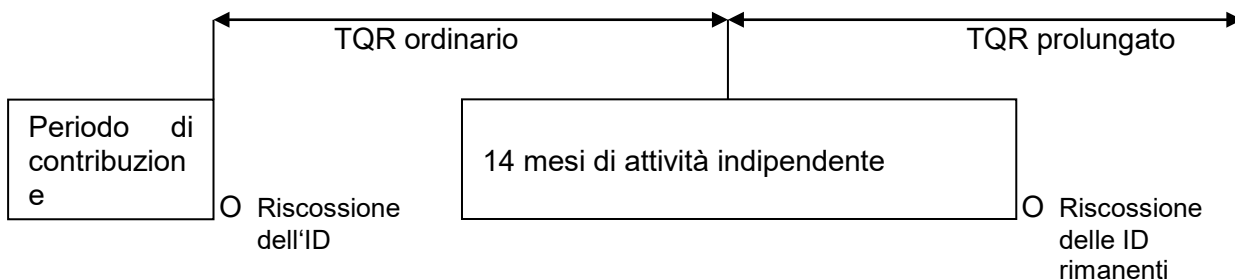 TQR ordinario
TQR prolungato
Periodo di
contribuzion
e
14 mesi di attività indipendente
O Riscossione
dell‘ID
O Riscossione
delle ID
rimanenti